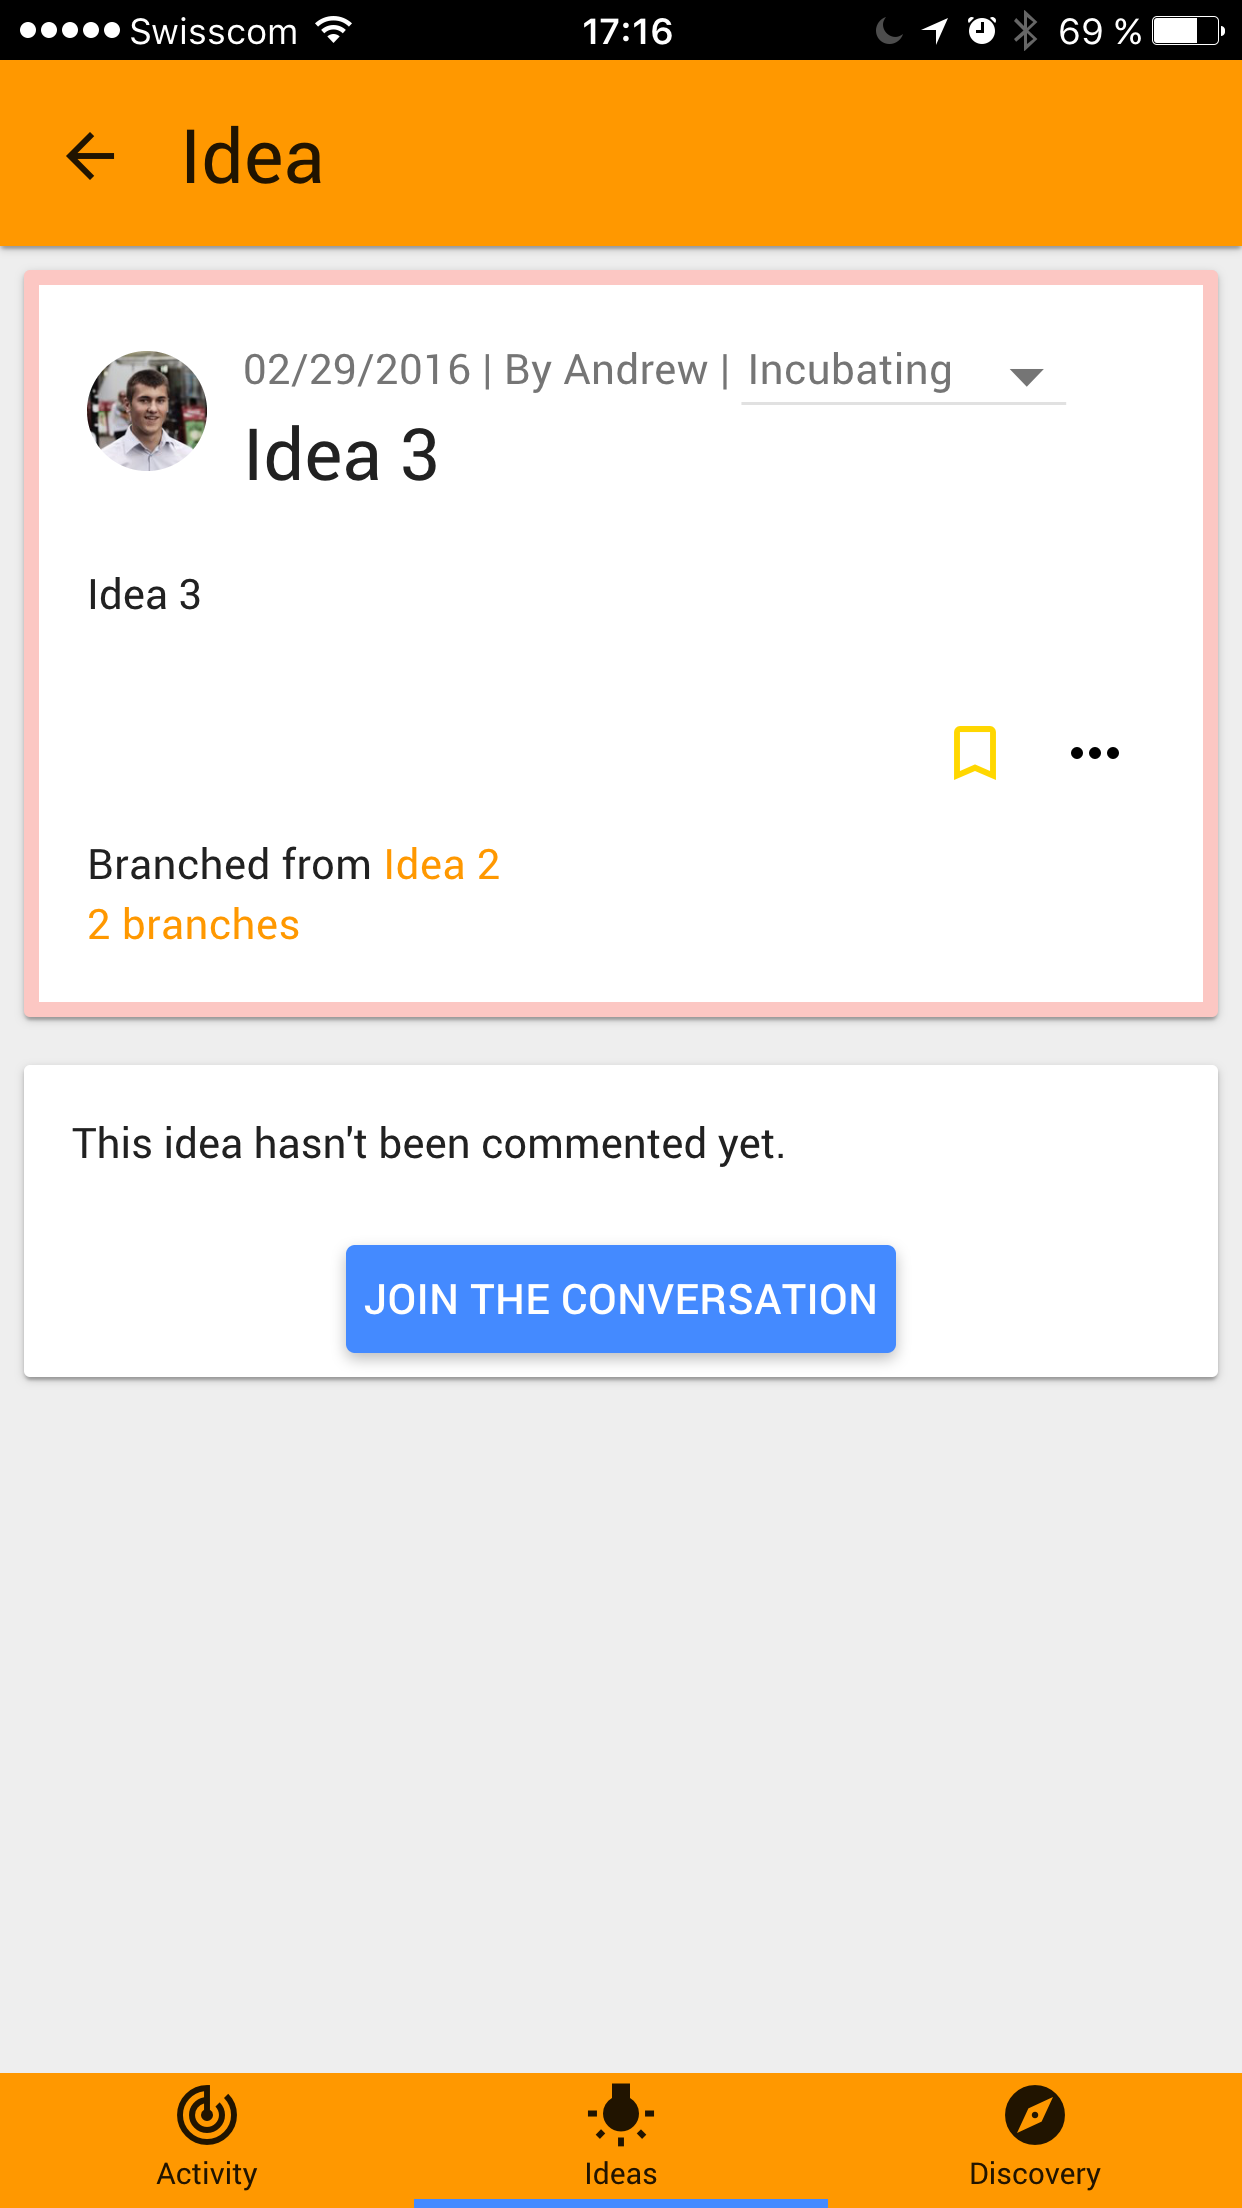 Swisscom 17:16 69 %
Idea
02/29/2016 | By Andrew | Incubating
Idea 3
Idea 3
Branched from Idea 2
2 branches
This idea hasn't been commented yet.
JOIN THE CONVERSATION
Activity Ideas Discovery